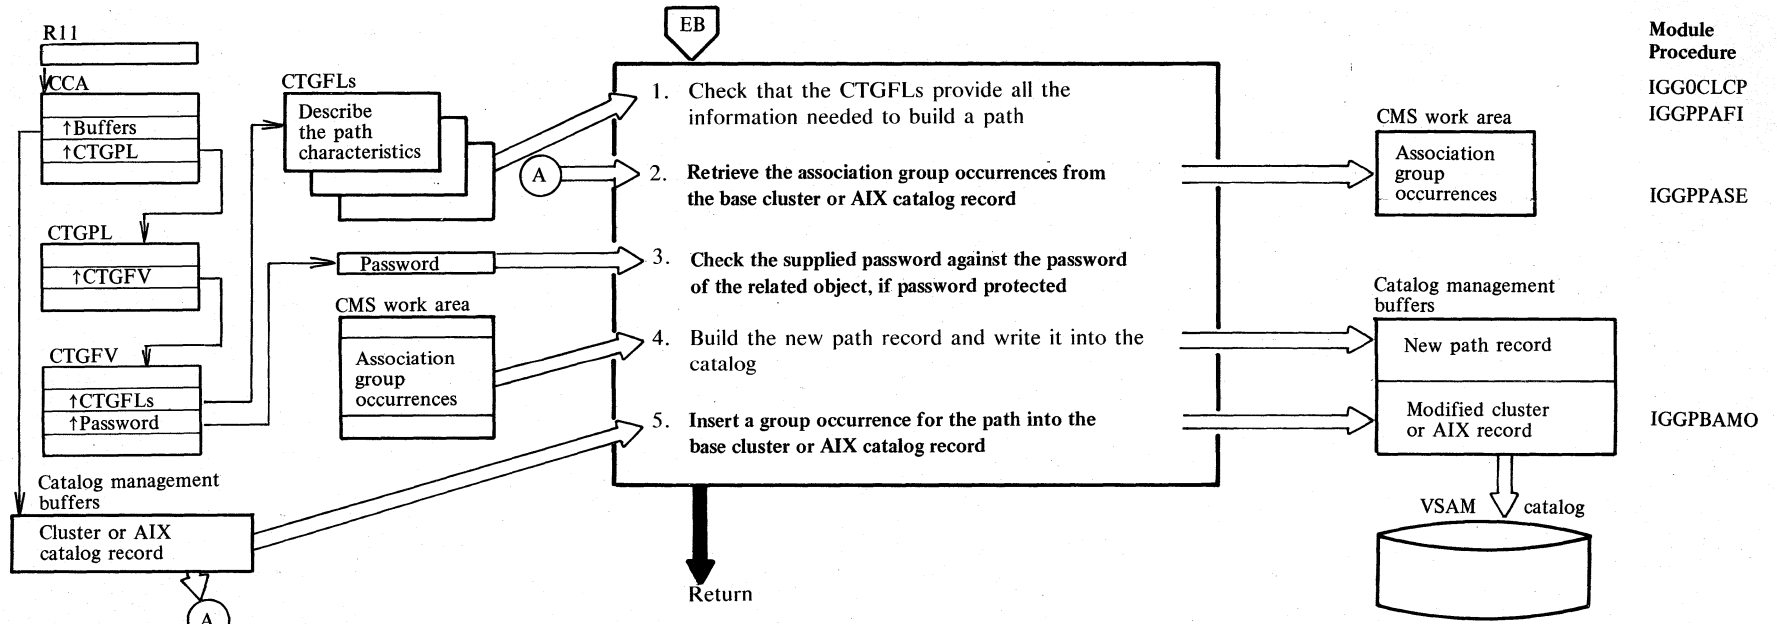 R11
CCA
↑Buffers
↑CTGPL
CTGPL
↑CTGFV
CTGFV
↑CTGFLs
↑Password
Catalog management
buffers
Cluster or AIX
catalog record
A
CTGFLs
Describe
the path
characteristics
A
Password
CMS work area
Association
group
occurrences
EB
1. Check that the CTGFLs provide all the
information needed to build a path
2. Retrieve the association group occurrences from
the base cluster or AIX catalog record
3. Check the supplied password against the password
of the related object, if password protected
4. Build the new path record and write it into the
catalog
5. Insert a group occurrence for the path into the
base cluster or AIX catalog record
Return
CMS work area
Association
group
occurrences
Catalog management
buffers
New path record
Modified cluster
or AIX record
VSAM catalog
Module
Procedure
IGG0CLCP
IGGPPAFI
IGGPPASE
IGGPBAMO